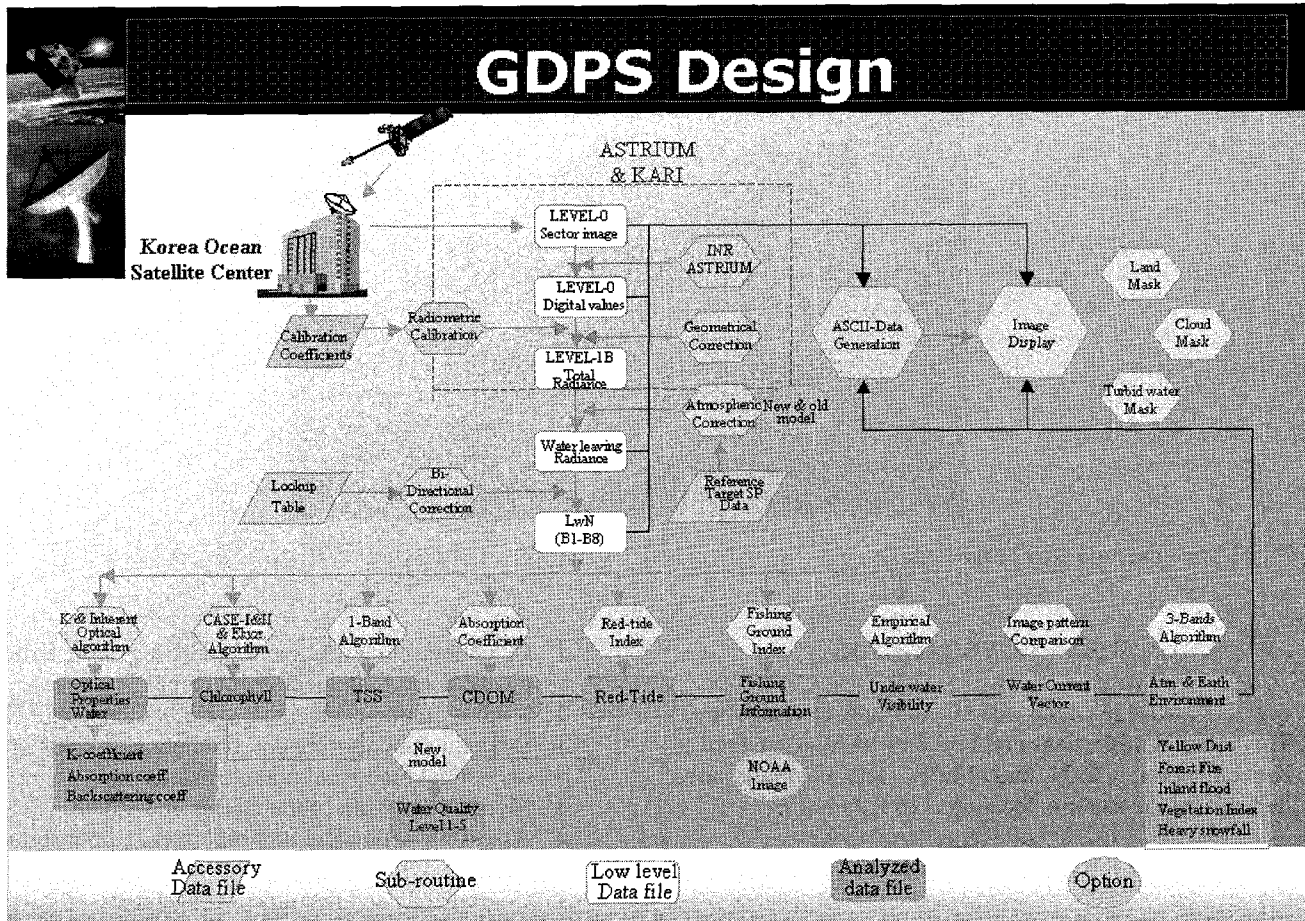 GDPS Design
ASTRIUM
& KARI
Korea Ocean
Satellite Center
LEVEL-0
Sector image
INR
ASTRIUM
LEVEL-0
Digital values
Calibration
Coefficients
Radiometric
Calibration
Geometrical
Correction
LEVEL-1B
Total
Radiance
ASCII-Data
Generation
Image
Display
Land
Mask
Cloud
Mask
Turbid water
Mask
Atmospheric
Correction
New & old
model
Water leaving
Radiance
Lookup
Table
Bi-
Directional
Correction
Reference
Target SP
Data
LwN
(B1-B8)
K & Inherent
Optical
algorithm
CASE-I&II
Algorithm
1-Band
Algorithm
Absorption
Coefficient
Red-tide
Index
Fishing
Ground
Index
Empirical
Algorithm
Image pattern
Comparison
3-Bands
Algorithm
Optical
Properties
Water
Chlorophyll
TSS
CDOM
Red-Tide
Fishing
Ground
Information
Under water
Visibility
Water Current
Vector
Atm & Earth
Environment
K-coefficient
Absorption coeff
Backscattering coeff
New
model
Water Quality
Level 1-5
NOAA
Image
Yellow Dust
Forest Fire
Inland flood
Vegetation Index
Heavy snowfall
Accessory
Data file
Sub-routine
Low level
Data file
Analyzed
data file
Option